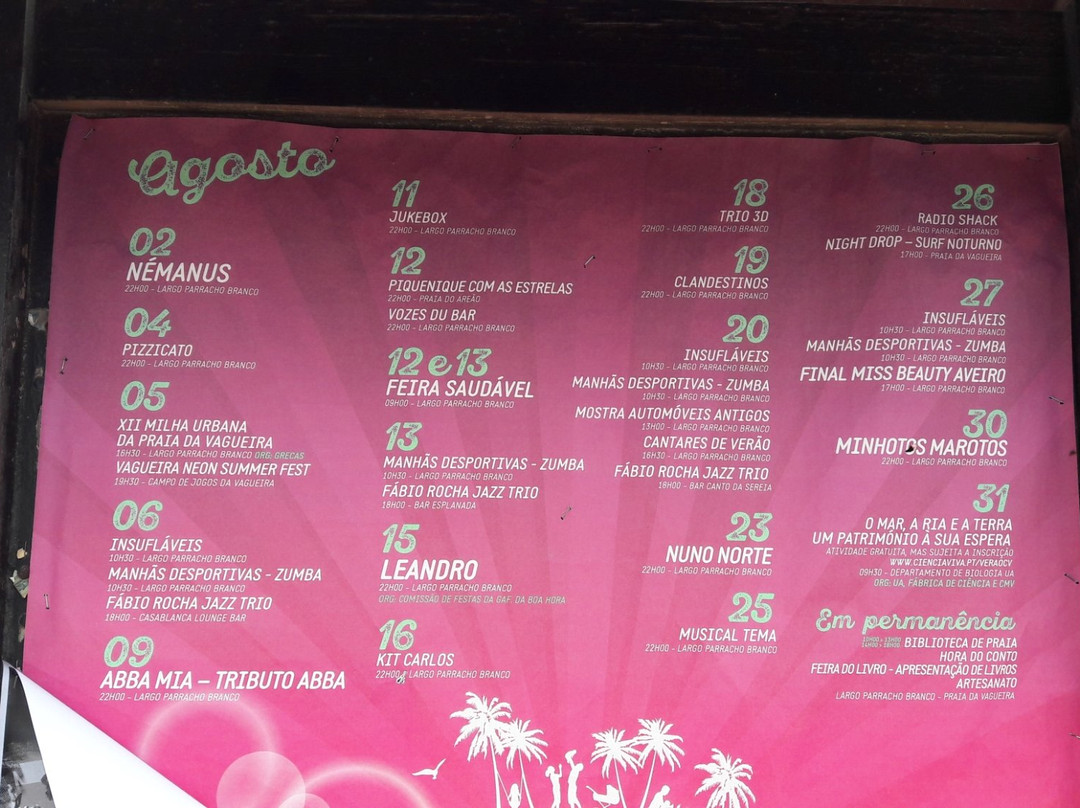 Agosto
02
NÉMANUS
22H00 - LARGO PARRACHO BRANCO
04
PIZZICATO
22H00 - LARGO PARRACHO BRANCO
05
XII MILHA URBANA
DA PRAIA DA VAGUEIRA
16H30 - LARGO PARRACHO BRANCO ORG: GRECAS
VAGUEIRA NEON SUMMER FEST
19H30 - CAMPO DE JOGOS DA VAGUEIRA
06
INSUFLÁVEIS
10H30 - LARGO PARRACHO BRANCO
MANHÃS DESPORTIVAS - ZUMBA
10H30 - LARGO PARRACHO BRANCO
FÁBIO ROCHA JAZZ TRIO
18H00 - CASABLANCA LOUNGE BAR
09
ABBA MIA – TRIBUTO ABBA
22H00 - LARGO PARRACHO BRANCO
11
JUKEBOX
22H00 - LARGO PARRACHO BRANCO
12
PIQUENIQUE COM AS ESTRELAS
22H00 - PRAIA DO AREÃO
VOZES DU BAR
22H00 - LARGO PARRACHO BRANCO
12 e 13
FEIRA SAUDÁVEL
09H00 - LARGO PARRACHO BRANCO
13
MANHÃS DESPORTIVAS - ZUMBA
10H30 - LARGO PARRACHO BRANCO
FÁBIO ROCHA JAZZ TRIO
18H00 - BAR ESPLANADA
15
LEANDRO
22H00 - LARGO PARRACHO BRANCO
ORG: COMISSÃO DE FESTAS DA GAF. DA BOA HORA
16
KIT CARLOS
22H00 - LARGO PARRACHO BRANCO
18
TRIO 3D
22H00 - LARGO PARRACHO BRANCO
19
CLANDESTINOS
22H00 - LARGO PARRACHO BRANCO
20
INSUFLÁVEIS
10H30 - LARGO PARRACHO BRANCO
MANHÃS DESPORTIVAS - ZUMBA
10H30 - LARGO PARRACHO BRANCO
MOSTRA AUTOMÓVEIS ANTIGOS
13H00 - LARGO PARRACHO BRANCO
CANTARES DE VERÃO
16H30 - LARGO PARRACHO BRANCO
FÁBIO ROCHA JAZZ TRIO
18H00 - BAR CANTO DA SEREIA
23
NUNO NORTE
22H00 - LARGO PARRACHO BRANCO
25
MUSICAL TEMA
22H00 - LARGO PARRACHO BRANCO
26
RADIO SHACK
22H00 - LARGO PARRACHO BRANCO
NIGHT DROP – SURF NOTURNO
17H00 - PRAIA DA VAGUEIRA
27
INSUFLÁVEIS
10H30 - LARGO PARRACHO BRANCO
MANHÃS DESPORTIVAS - ZUMBA
10H30 - LARGO PARRACHO BRANCO
FINAL MISS BEAUTY AVEIRO
17H00 - LARGO PARRACHO BRANCO
30
MINHOTOS MAROTOS
22H00 - LARGO PARRACHO BRANCO
31
O MAR, A RIA E A TERRA
UM PATRIMÓNIO À SUA ESPERA
ATIVIDADE GRATUITA, MAS SUJEITA A INSCRIÇÃO
WWW.CIENCIAVIVA.PT/VERAOCV
09H30 - DEPARTAMENTO DE BIOLOGIA UA
ORG: UA, FÁBRICA DE CIÊNCIA E CMV
Em permanência
BIBLIOTECA DE PRAIA
HORA DO CONTO
FEIRA DO LIVRO - APRESENTAÇÃO DE LIVROS
ARTESANATO
LARGO PARRACHO BRANCO - PRAIA DA VAGUEIRA